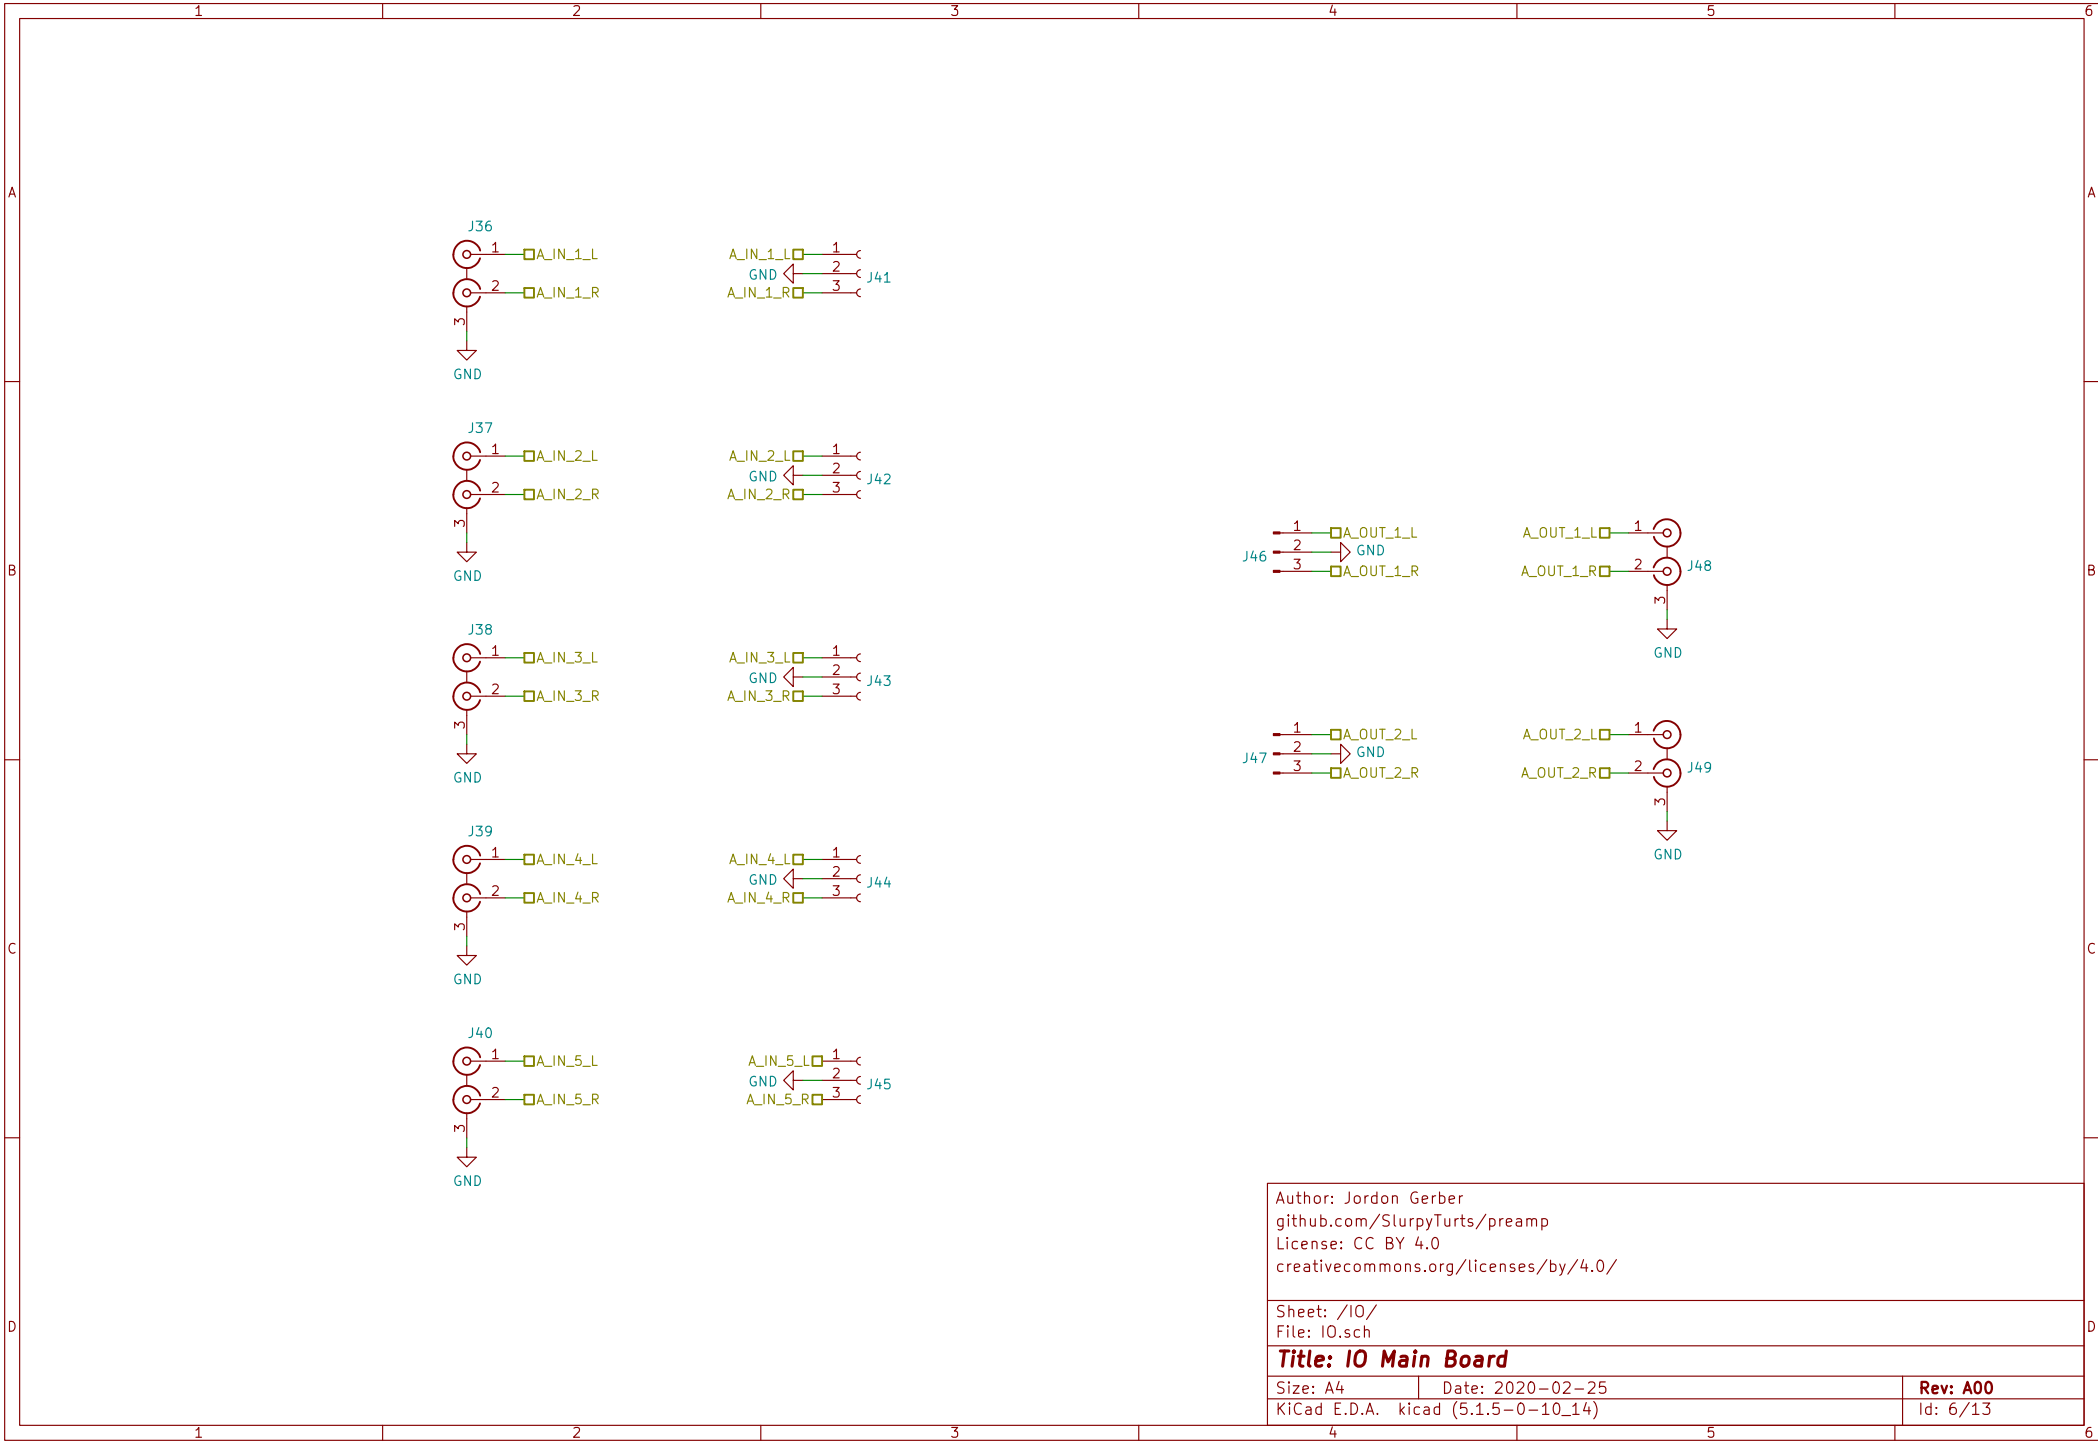 1 2 3 4 5 6
A A
J36
1 A_IN_1_L A_IN_1_L 1
GND 2 J41
2 A_IN_1_R A_IN_1_R 3
3
GND
J37
1 A_IN_2_L A_IN_2_L 1
GND 2 J42
2 A_IN_2_R A_IN_2_R 3
3
GND
1 A_OUT_1_L A_OUT_1_L 1
J46 2 GND
B 3 A_OUT_1_R A_OUT_1_R 2 J48 B
3
GND
J38
1 A_IN_3_L A_IN_3_L 1
GND 2 J43
2 A_IN_3_R A_IN_3_R 3
3
GND
1 A_OUT_2_L A_OUT_2_L 1
J47 2 GND
3 A_OUT_2_R A_OUT_2_R 2 J49
3
GND
J39
1 A_IN_4_L A_IN_4_L 1
GND 2 J44
2 A_IN_4_R A_IN_4_R 3
3
C C
GND
J40
1 A_IN_5_L A_IN_5_L 1
GND 2 J45
2 A_IN_5_R A_IN_5_R 3
3
GND
Author: Jordon Gerber
github.com/SlurpyTurts/preamp
License: CC BY 4.0
creativecommons.org/licenses/by/4.0/
Sheet: /IO/
D D
File: IO.sch
Title: IO Main Board
Size: A4 Date: 2020-02-25 Rev: A00
KiCad E.D.A. kicad (5.1.5-0-10_14) Id: 6/13
1 2 3 4 5 6